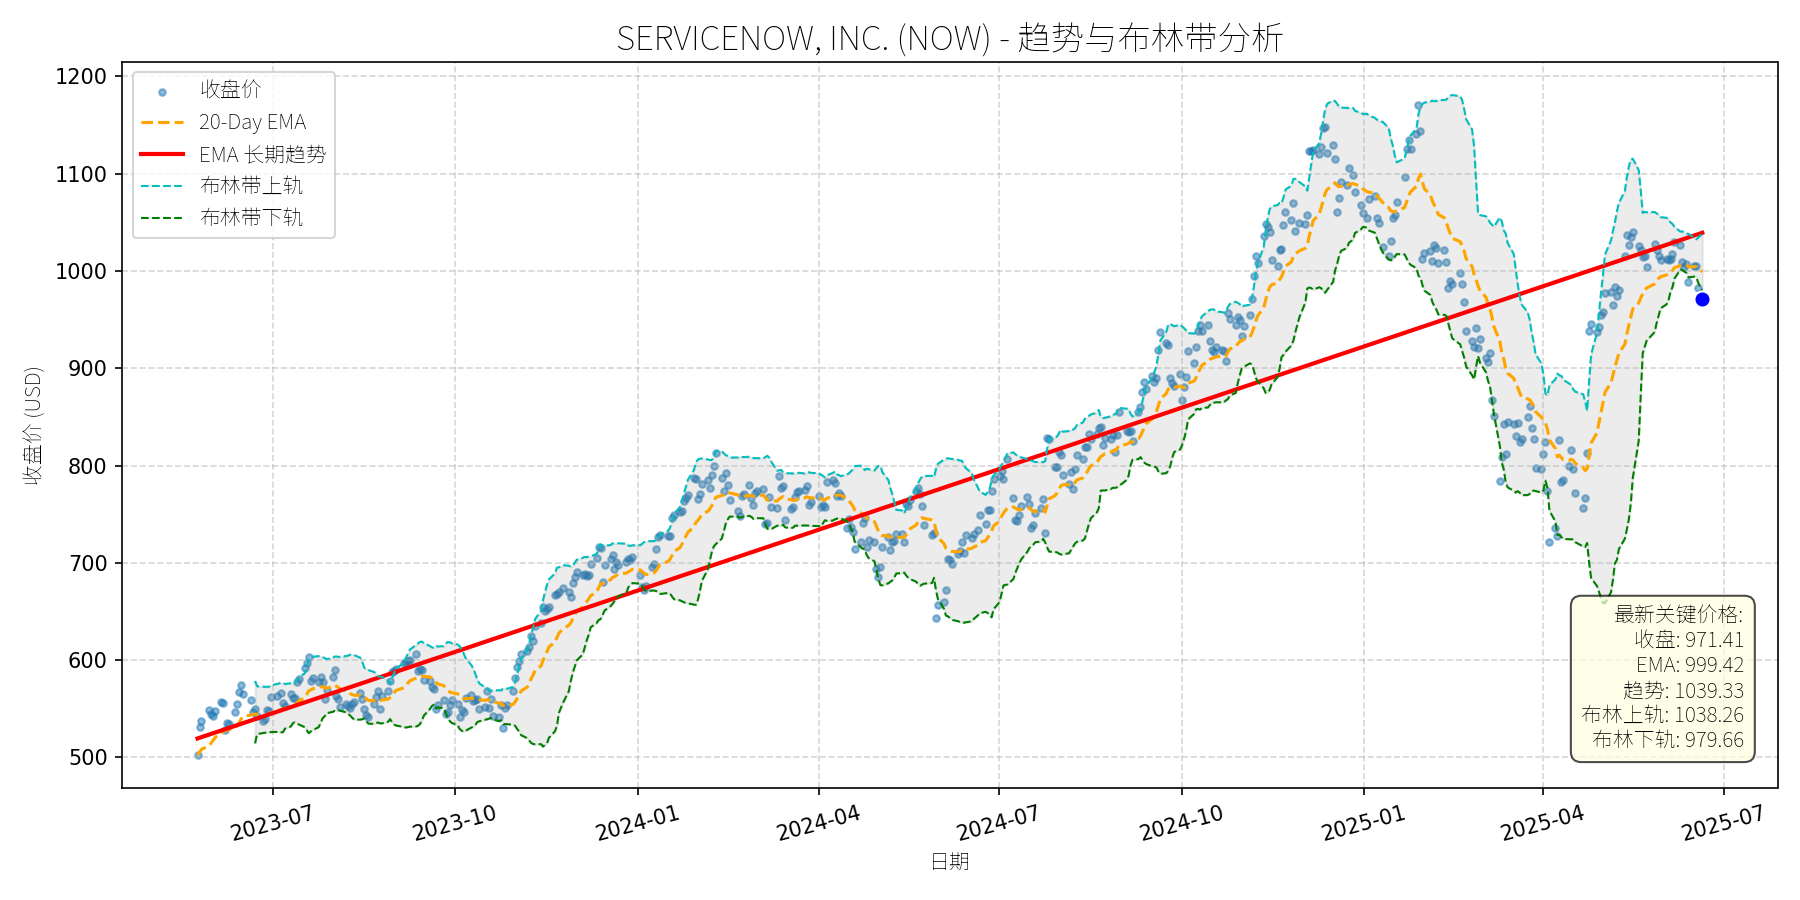 SERVICENOW, INC. (NOW) - 趋势与布林带分析
收盘价
20-Day EMA
EMA 长期趋势
布林带上轨
布林带下轨
收盘价 (USD)
1200
1100
1000
900
800
700
600
500
最新关键价格:
收盘: 971.41
EMA: 999.42
趋势: 1039.33
布林上轨: 1038.26
布林下轨: 979.66
2023-07
2023-10
2024-01
2024-04
2024-07
2024-10
2025-01
2025-04
2025-07
日期